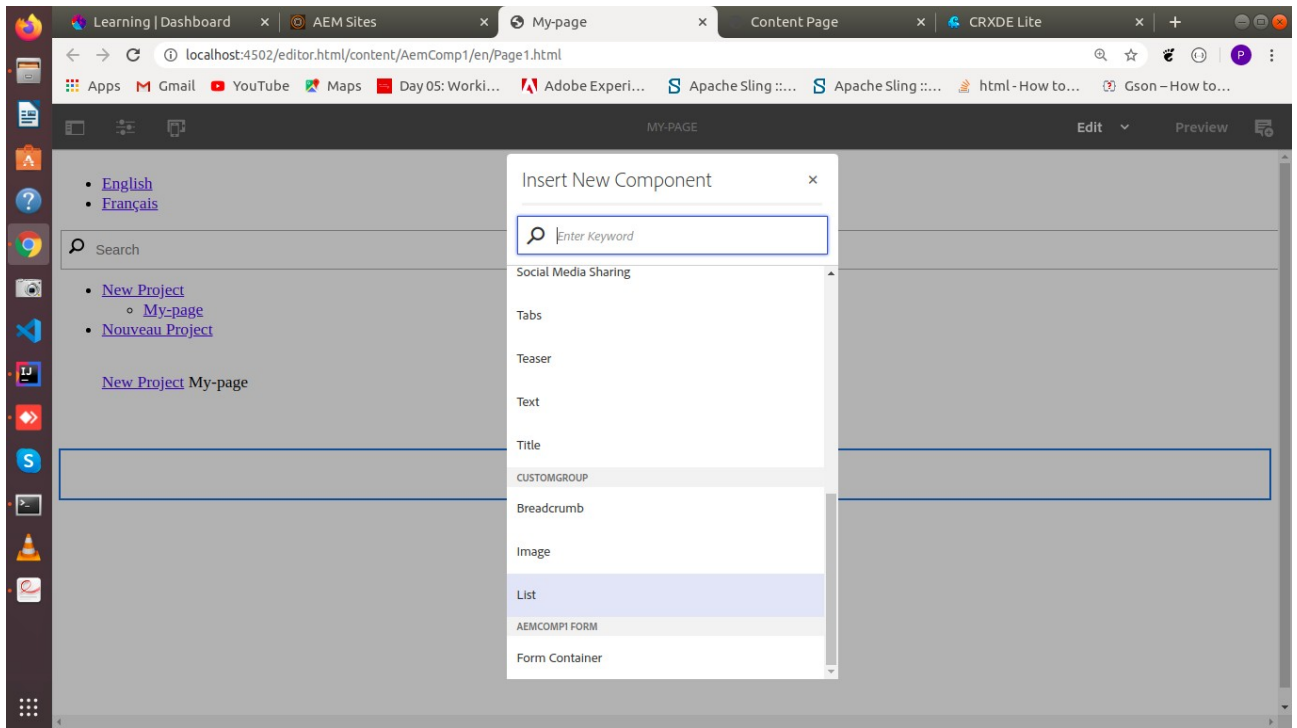 Learning | Dashboard
AEM Sites
My-page
Content Page
CRXDE Lite
localhost:4502/editor.html/content/AemComp1/en/Page1.html
P
Apps
Gmail
YouTube
Maps
Day 05: Worki...
Adobe Experi...
Apache Sling ::...
Apache Sling ::...
html - How to...
Gson – How to...
MY-PAGE
Edit
Preview
English
Français
Search
New Project
My-page
Nouveau Project
New Project My-page
Insert New Component
Enter Keyword
Social Media Sharing
Tabs
Teaser
Text
Title
CUSTOMGROUP
Breadcrumb
Image
List
AEMCOMP1 FORM
Form Container